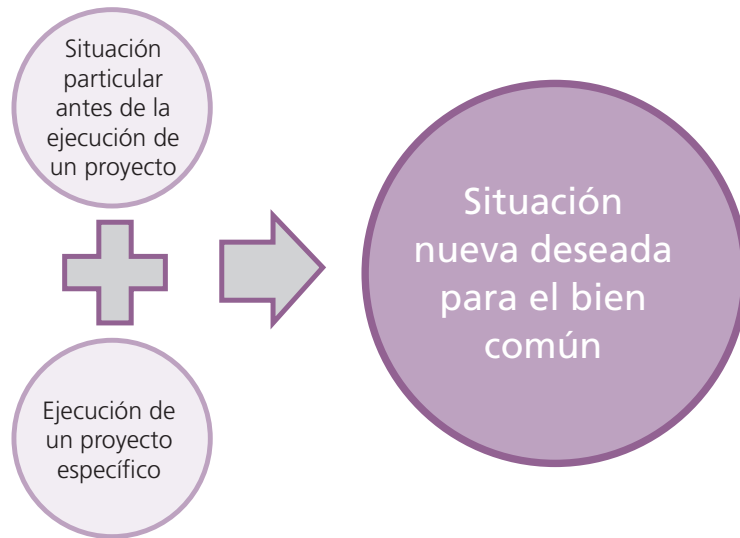 Situación
particular
antes de la
ejecución de
un proyecto
Ejecución de
un proyecto
específico
Situación
nueva deseada
para el bien
común